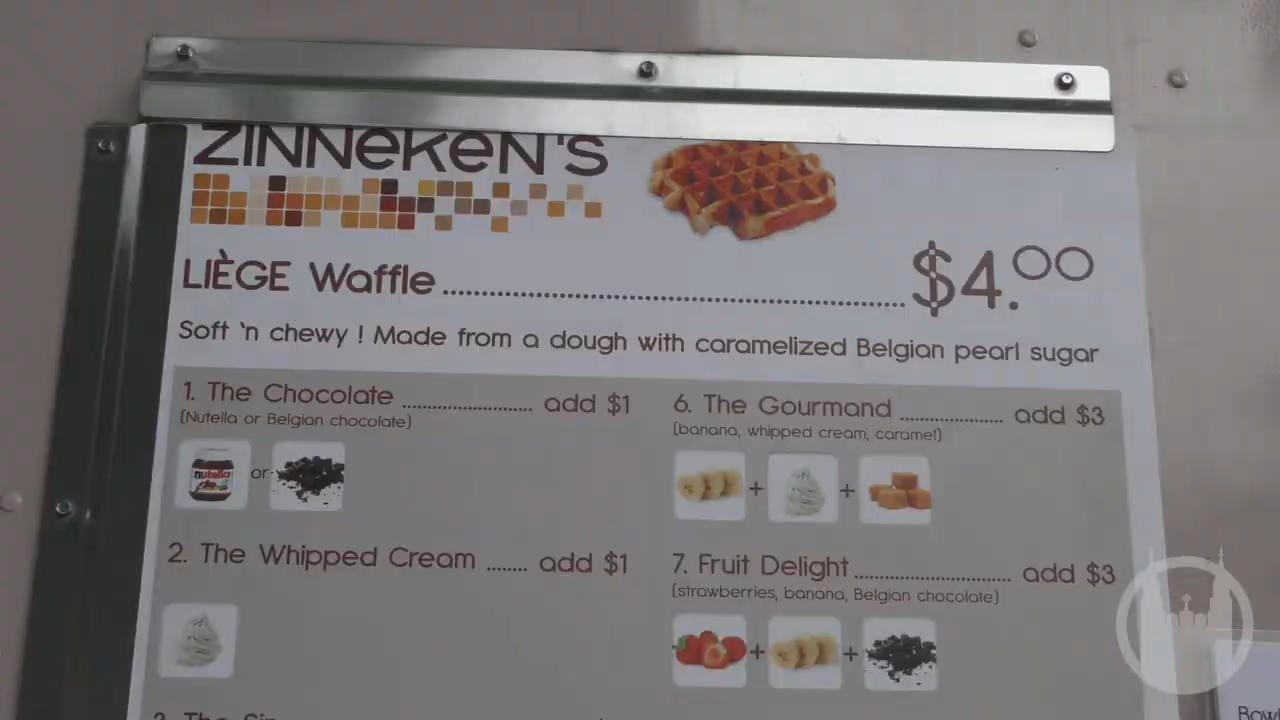 ZINNeKeN'S
LIÈGE Waffle ........ $4.00
Soft 'n chewy ! Made from a dough with caramelized Belgian pearl sugar
1. The Chocolate ........ add $1
(Nutella or Belgian chocolate)
nutella or
2. The Whipped Cream ........ add $1
6. The Gourmand ........ add $3
(banana, whipped cream, caramel)
+ +
7. Fruit Delight ........ add $3
(strawberries, banana, Belgian chocolate)
+ +